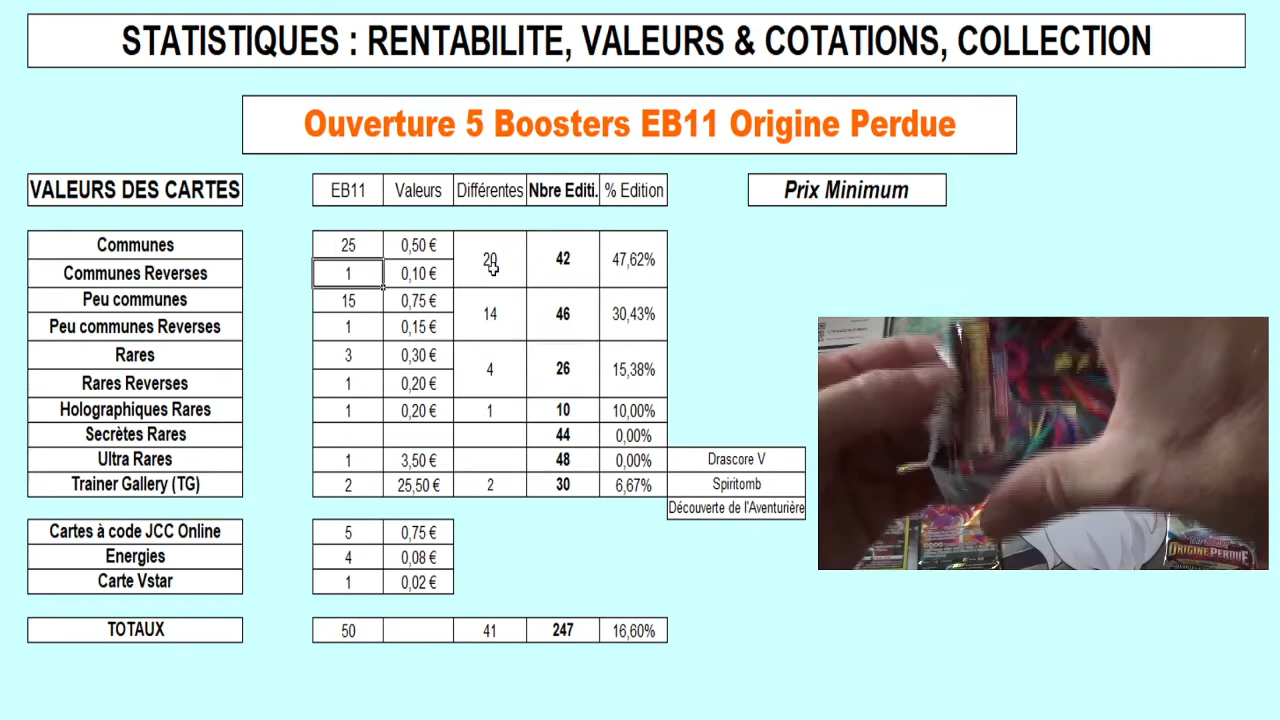 STATISTIQUES : RENTABILITE, VALEURS & COTATIONS, COLLECTION
Ouverture 5 Boosters EB11 Origine Perdue
VALEURS DES CARTES EB11 Valeurs Différentes Nbre Editi. % Edition Prix Minimum
Communes 25 0,50 € 20 42 47,62%
Communes Reverses 1 0,10 €
Peu communes 15 0,75 € 14 46 30,43%
Peu communes Reverses 1 0,15 €
Rares 3 0,30 € 4 26 15,38%
Rares Reverses 1 0,20 €
Holographiques Rares 1 0,20 € 1 10 10,00%
Secrètes Rares 44 0,00%
Ultra Rares 1 3,50 € 48 0,00% Drascore V
Trainer Gallery (TG) 2 25,50 € 2 30 6,67% Spiritomb
Découverte de l'Aventurière
Cartes à code JCC Online 5 0,75 €
Energies 4 0,08 €
Carte Vstar 1 0,02 €
TOTAUX 50 41 247 16,60%
ORIGINE PERDUE